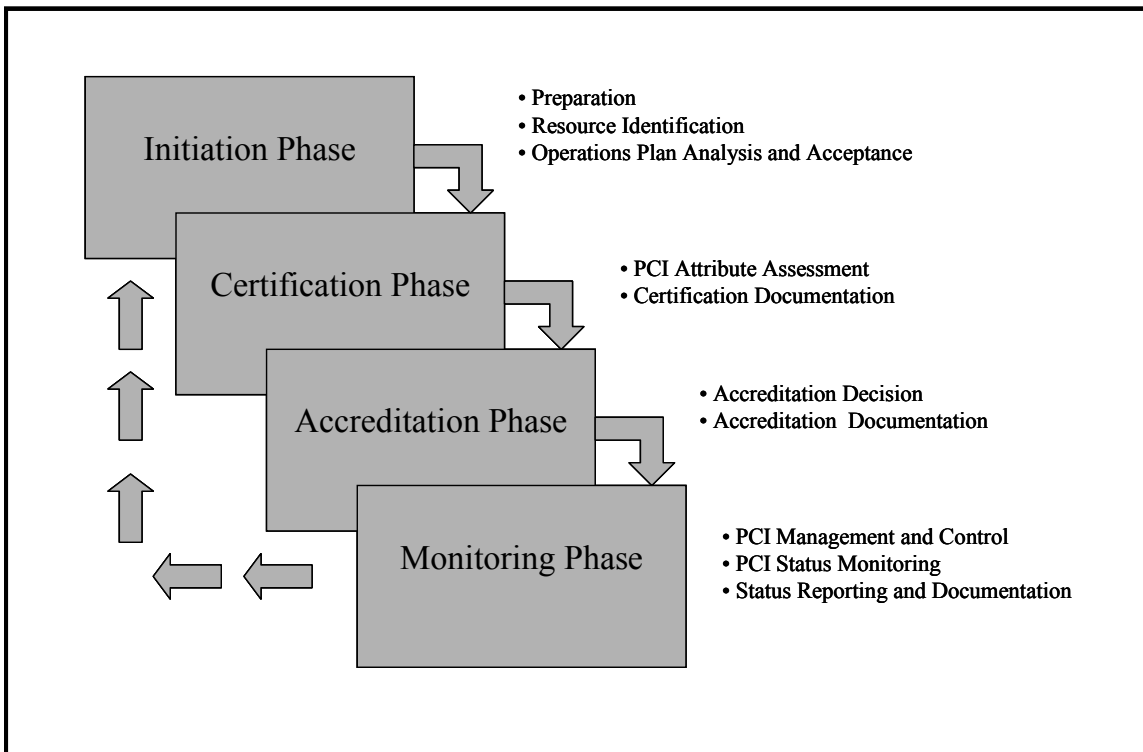 Initiation Phase
• Preparation
• Resource Identification
• Operations Plan Analysis and Acceptance
Certification Phase
• PCI Attribute Assessment
• Certification Documentation
Accreditation Phase
• Accreditation Decision
• Accreditation Documentation
Monitoring Phase
• PCI Management and Control
• PCI Status Monitoring
• Status Reporting and Documentation